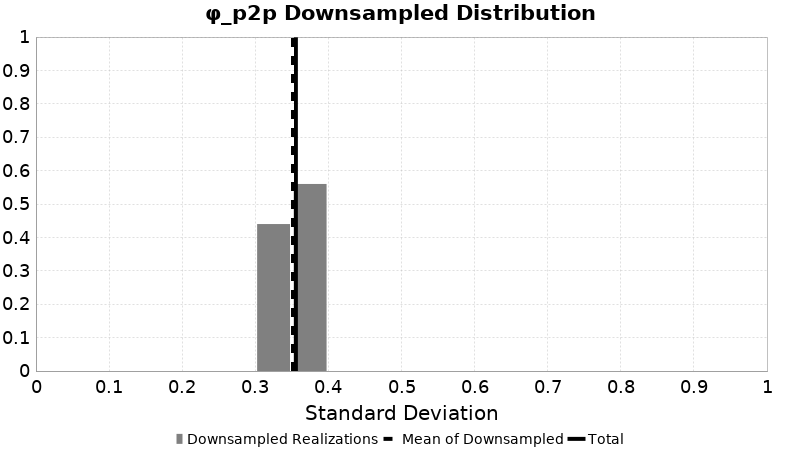 φ_p2p Downsampled Distribution
1
0.9
0.8
0.7
0.6
0.5
0.4
0.3
0.2
0.1
0
0 0.1 0.2 0.3 0.4 0.5 0.6 0.7 0.8 0.9 1
Standard Deviation
Downsampled Realizations Mean of Downsampled Total